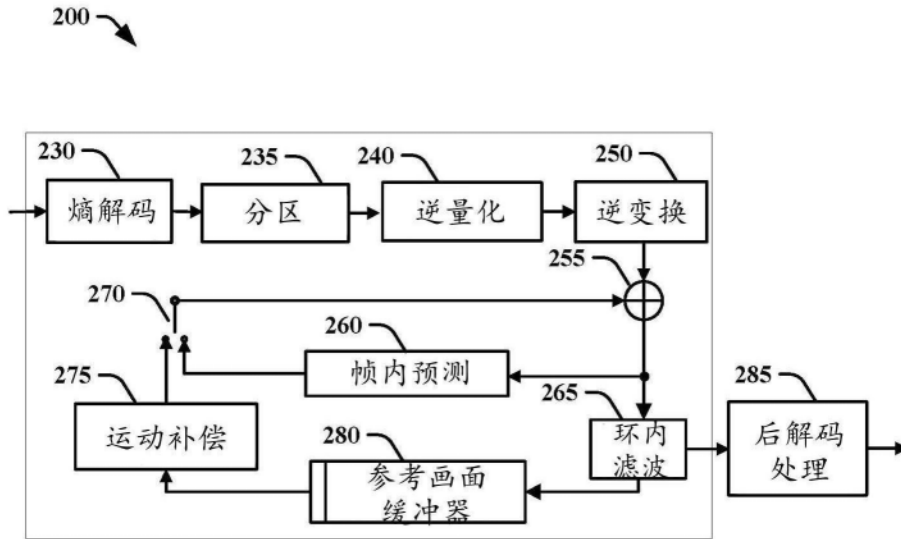 200
230
235
240
250
熵解码
分区
逆量化
逆变换
255
270
260
帧内预测
275
265
285
运动补偿
280
环内
滤波
后解码
处理
参考画面
缓冲器